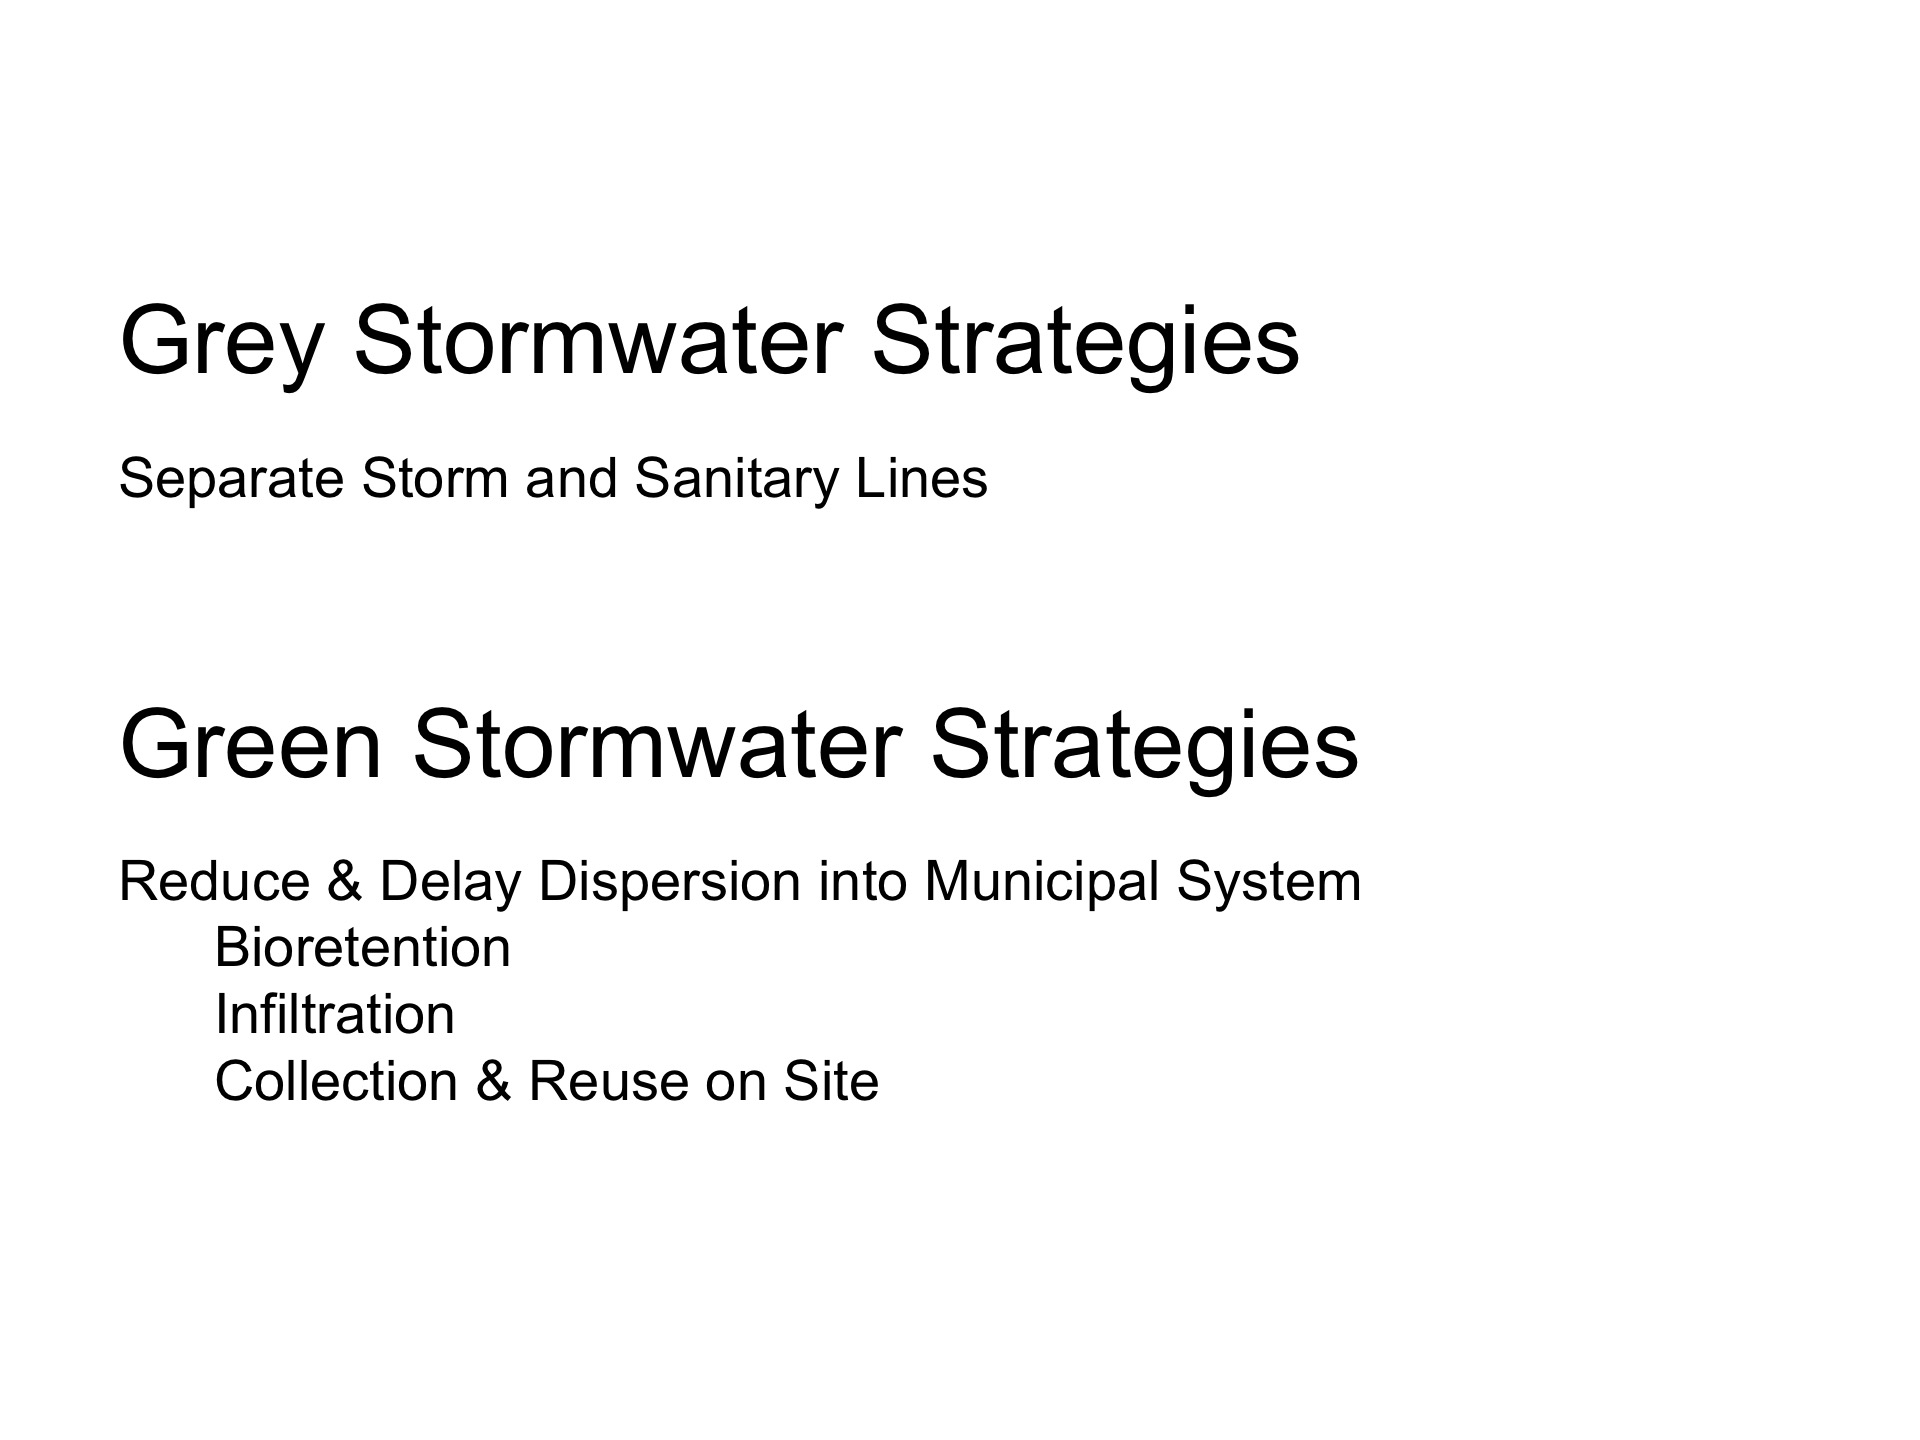 Grey Stormwater Strategies
Separate Storm and Sanitary Lines
Green Stormwater Strategies
Reduce & Delay Dispersion into Municipal System
Bioretention
Infiltration
Collection & Reuse on Site